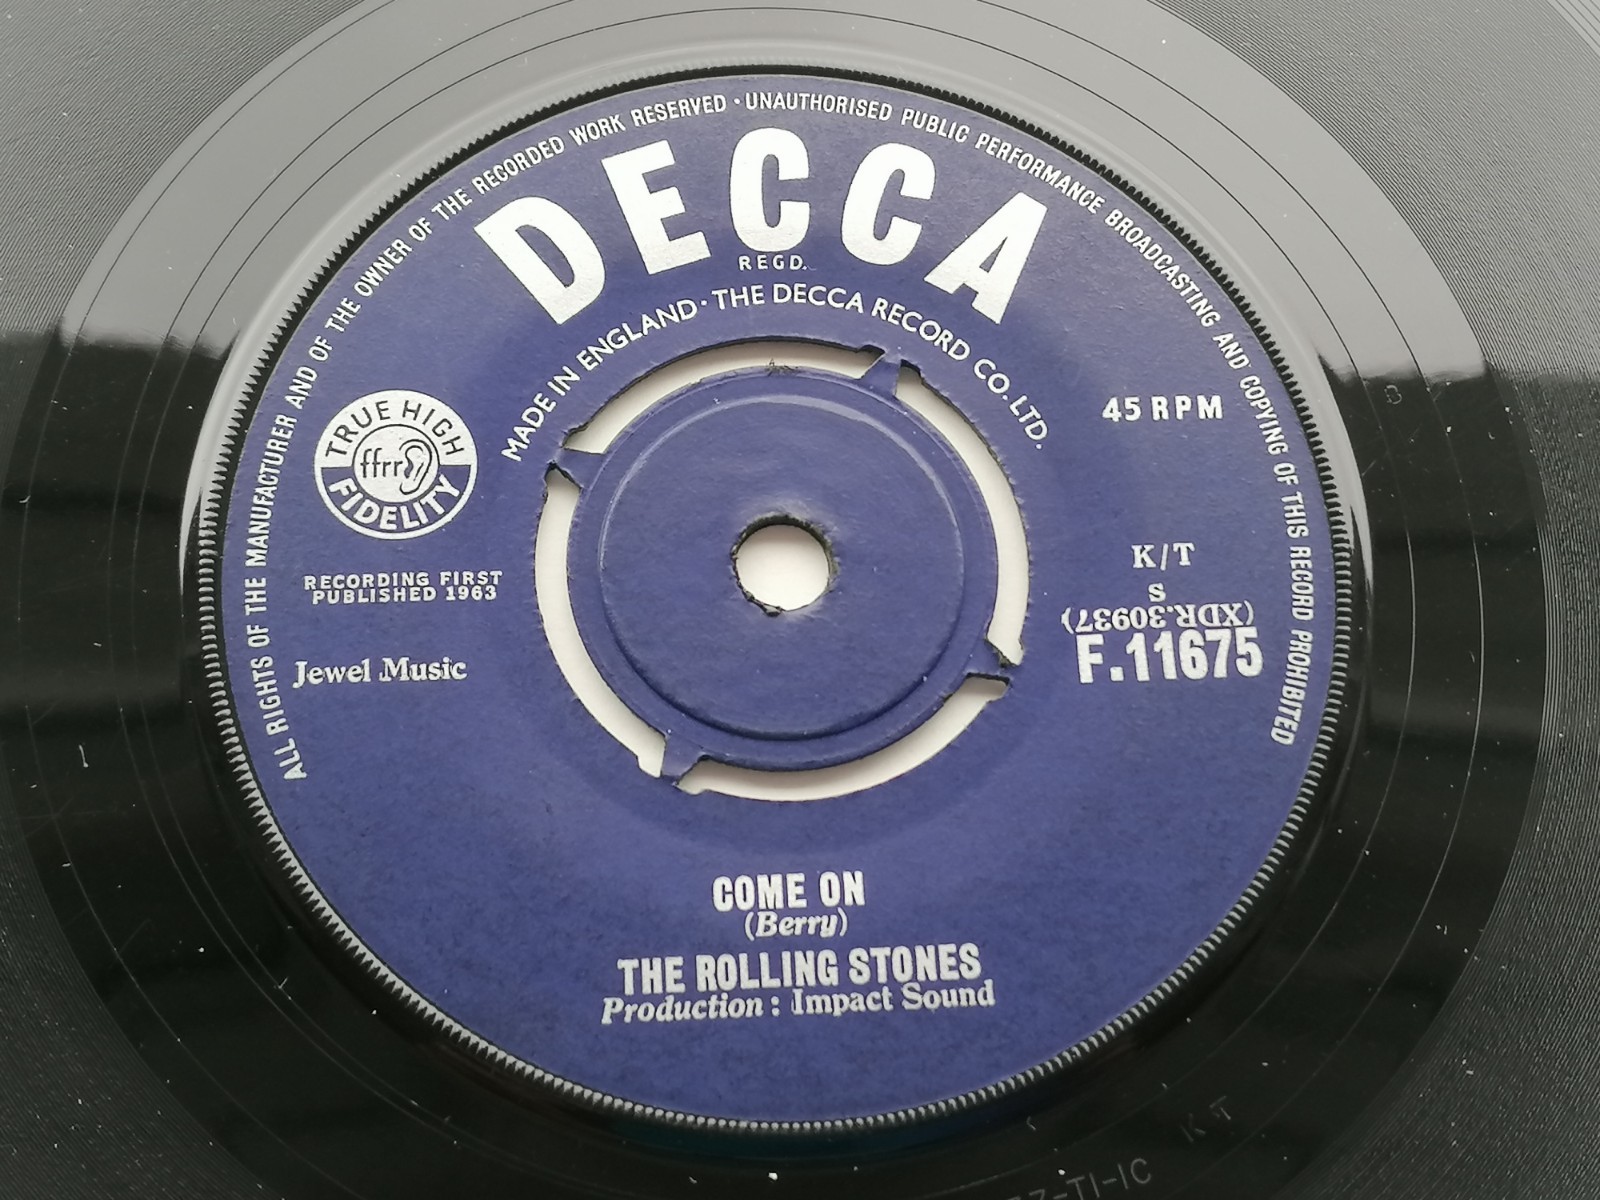 ALL RIGHTS OF THE MANUFACTURER AND OF THE OWNER OF THE RECORDED WORK RESERVED · UNAUTHORISED PUBLIC PERFORMANCE BROADCASTING AND COPYING OF THIS RECORD PROHIBITED
DECCA
REGD.
MADE IN ENGLAND · THE DECCA RECORD CO. LTD.
TRUE HIGH
ffrr
FIDELITY
45 RPM
RECORDING FIRST
PUBLISHED 1963
Jewel Music
K/T
S
(XDR.30937)
F.11675
COME ON
(Berry)
THE ROLLING STONES
Production : Impact Sound
K T
7-T1-1C
B